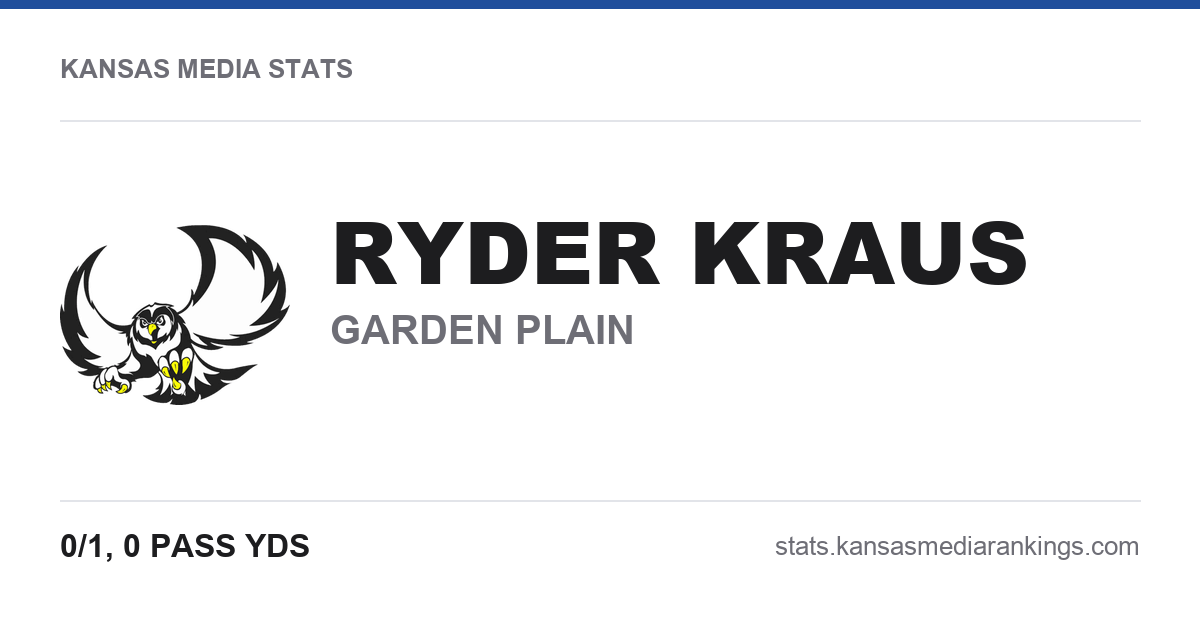 KANSAS MEDIA STATS
RYDER KRAUS
GARDEN PLAIN
0/1, 0 PASS YDS
stats.kansasmediarankings.com